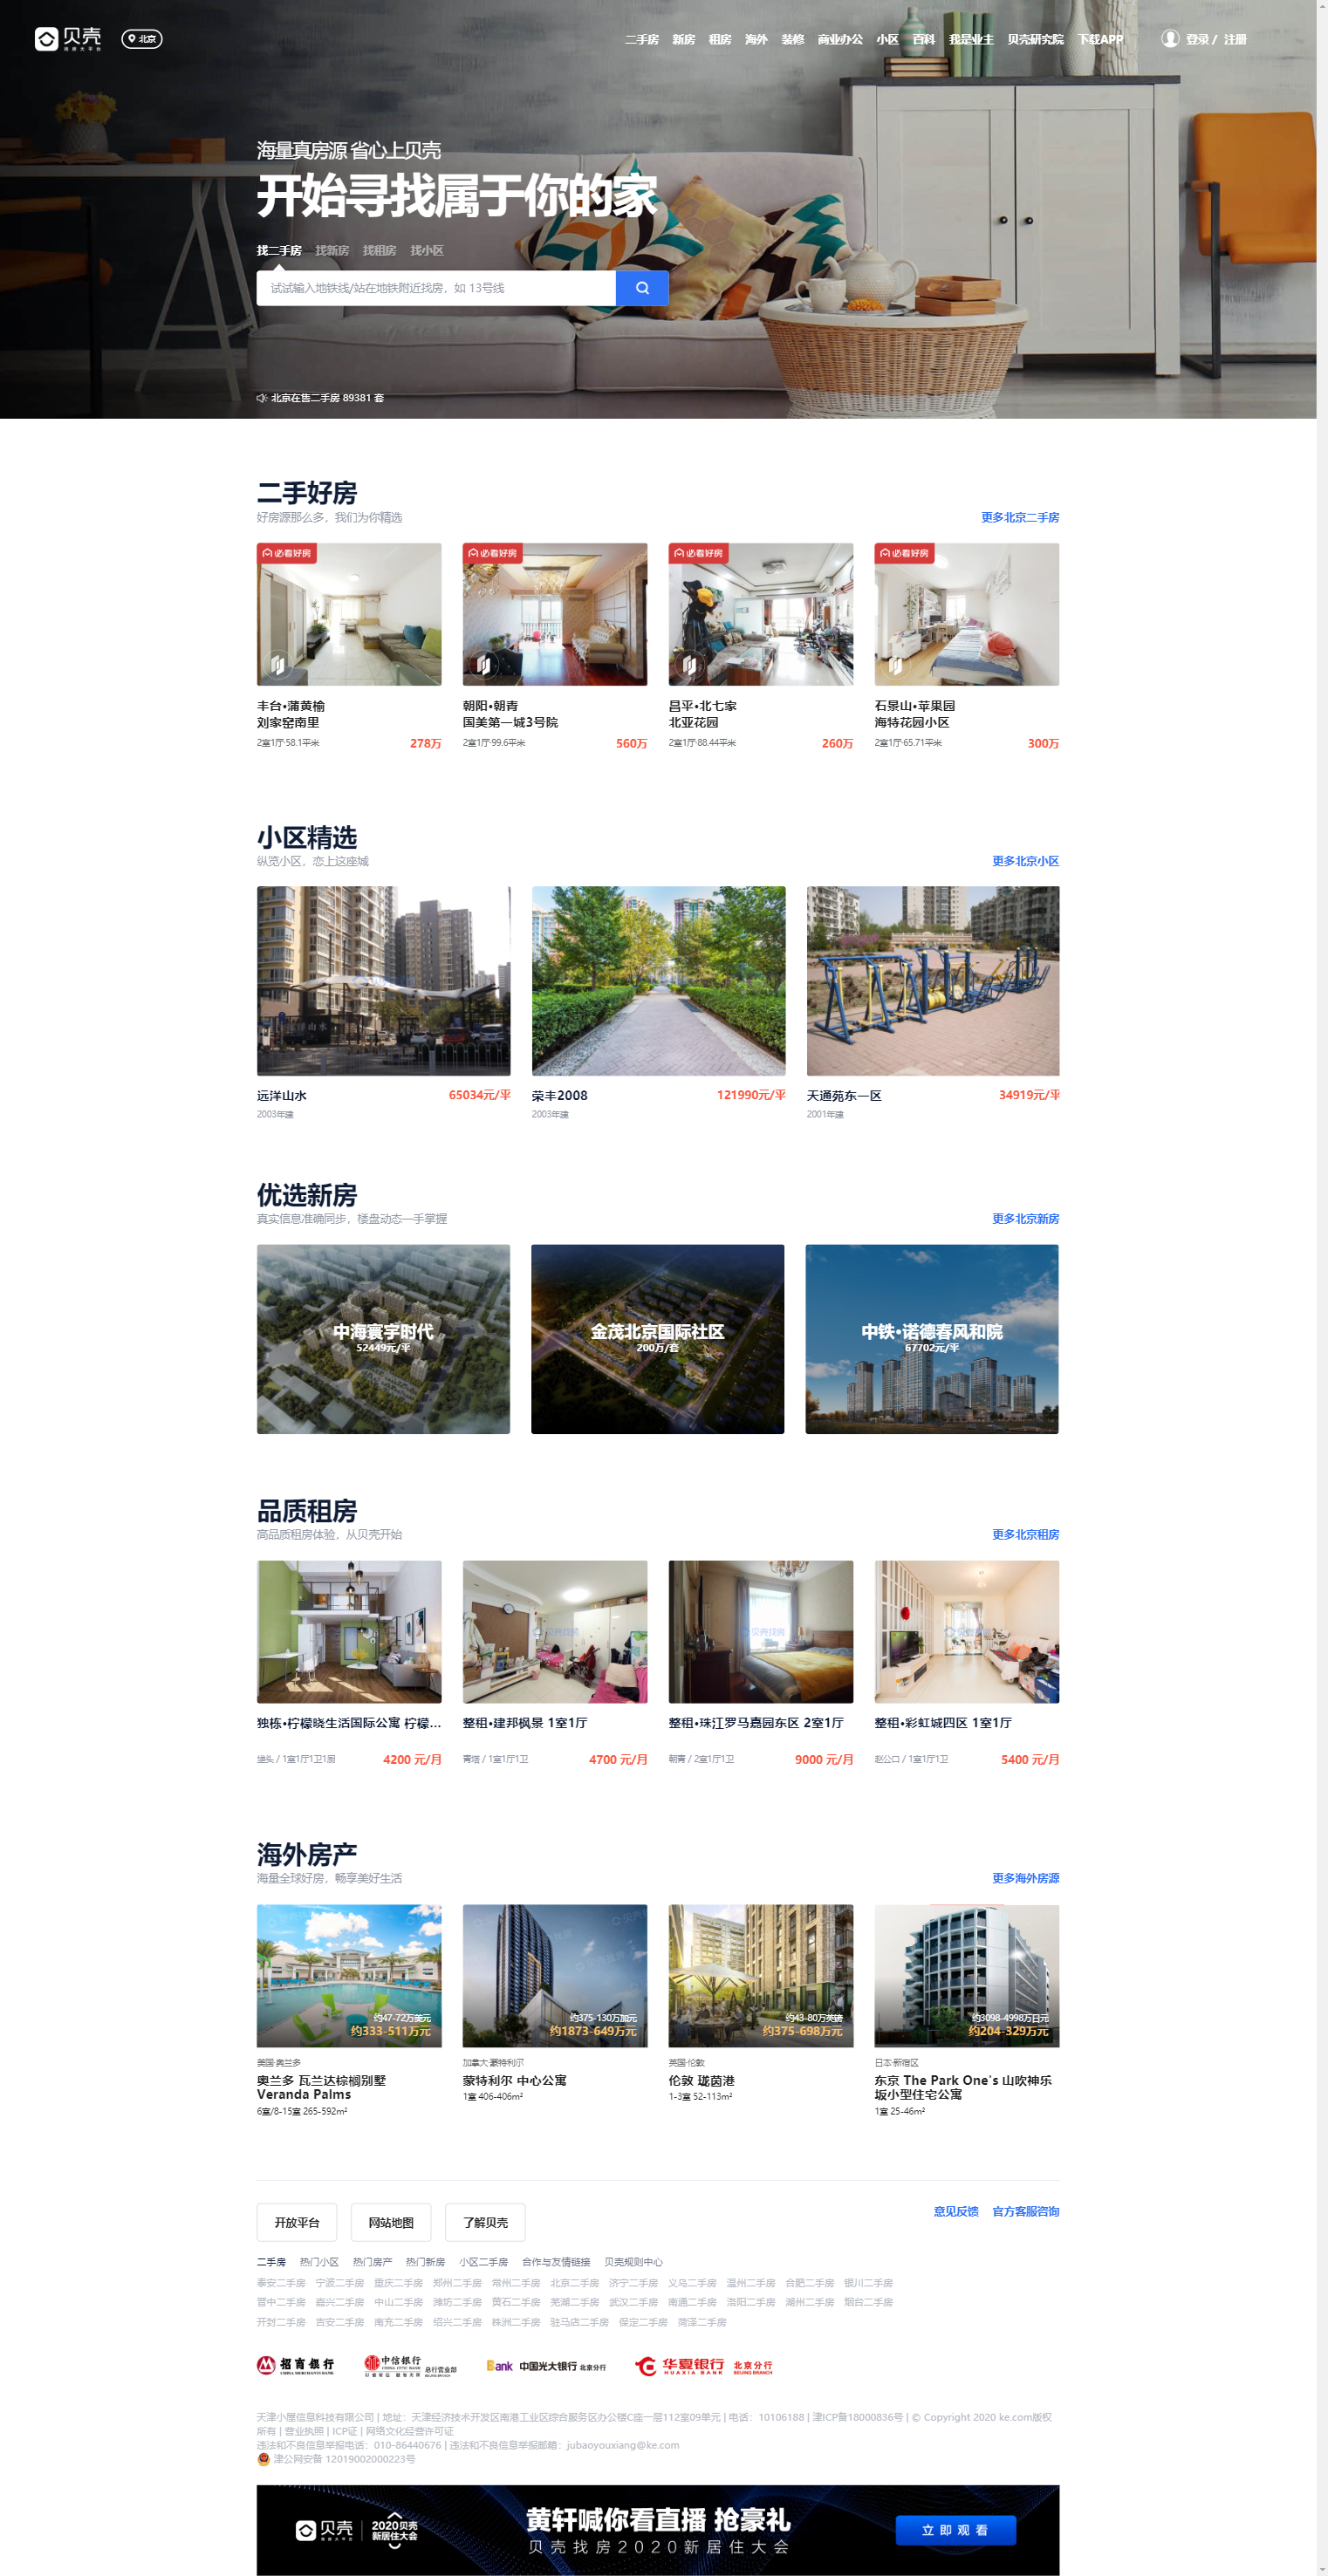 贝壳
北京
二手房 新房 租房 海外 装修 商业办公 小区 百科 我是业主 贝壳研究院 下载APP
登录 / 注册
海量真房源 省心上贝壳
开始寻找属于你的家
找二手房 找新房 找租房 找小区
试试输入地铁线/站在地铁附近找房，如 13号线
北京在售二手房 89381 套
二手好房
好房源那么多，我们为你精选
更多北京二手房
必看好房 必看好房 必看好房 必看好房
丰台·蒲黄榆
刘家窑南里
2室1厅·58.1平米 278万
朝阳·朝青
国美第一城3号院
2室1厅·99.6平米 560万
昌平·北七家
北亚花园
2室1厅·88.44平米 260万
石景山·苹果园
海特花园小区
2室1厅·65.71平米 300万
小区精选
纵览小区，恋上这座城
更多北京小区
远洋山水 65034元/平
2003年建
荣丰2008 121990元/平
2003年建
天通苑东一区 34919元/平
2001年建
优选新房
真实信息准确同步，楼盘动态一手掌握
更多北京新房
中海寰宇时代
52449元/平
金茂北京国际社区
200万/套
中铁·诺德春风和院
67702元/平
品质租房
高品质租房体验，从贝壳开始
更多北京租房
独栋·柠檬晓生活国际公寓 柠檬...
垡头 / 1室1厅1卫1厨 4200 元/月
整租·建邦枫景 1室1厅
青塔 / 1室1厅1卫 4700 元/月
整租·珠江罗马嘉园东区 2室1厅
朝青 / 2室1厅1卫 9000 元/月
整租·彩虹城四区 1室1厅
赵公口 / 1室1厅1卫 5400 元/月
海外房产
海量全球好房，畅享美好生活
更多海外房源
约47-72万美元
约333-511万元
美国·奥兰多
奥兰多 瓦兰达棕榈别墅
Veranda Palms
6室/8-15室 265-592m²
约375-130万加元
约1873-649万元
加拿大·蒙特利尔
蒙特利尔 中心公寓
1室 406-406m²
约43-80万英镑
约375-698万元
英国·伦敦
伦敦 珑茵港
1-3室 52-113m²
约3098-4998万日元
约204-329万元
日本·新宿区
东京 The Park One's 山吹神乐
坂小型住宅公寓
1室 25-46m²
开放平台 网站地图 了解贝壳
意见反馈 官方客服咨询
二手房 热门小区 热门房产 热门新房 小区二手房 合作与友情链接 贝壳规则中心
泰安二手房 宁波二手房 重庆二手房 郑州二手房 常州二手房 北京二手房 济宁二手房 义乌二手房 温州二手房 合肥二手房 银川二手房
晋中二手房 嘉兴二手房 中山二手房 潍坊二手房 黄石二手房 芜湖二手房 武汉二手房 南通二手房 洛阳二手房 湖州二手房 烟台二手房
开封二手房 吉安二手房 南充二手房 绍兴二手房 株洲二手房 驻马店二手房 保定二手房 菏泽二手房
招商银行
CHINA MERCHANTS BANK
中信银行
CHINA CITIC BANK
总行营业部
Bank 中国光大银行 北京分行
华夏银行
HUAXIA BANK
北京分行
BEIJING BRANCH
天津小屋信息科技有限公司 | 地址：天津经济技术开发区南港工业区综合服务区办公楼C座一层112室09单元 | 电话：10106188 | 津ICP备18000836号 | © Copyright 2020 ke.com版权
所有 | 营业执照 | ICP证 | 网络文化经营许可证
违法和不良信息举报电话：010-86440676 | 违法和不良信息举报邮箱：jubaoyouxiang@ke.com
津公网安备 12019002000223号
贝壳
2020贝壳
新居住大会
黄轩喊你看直播 抢豪礼
贝壳找房2020新居住大会
立即观看